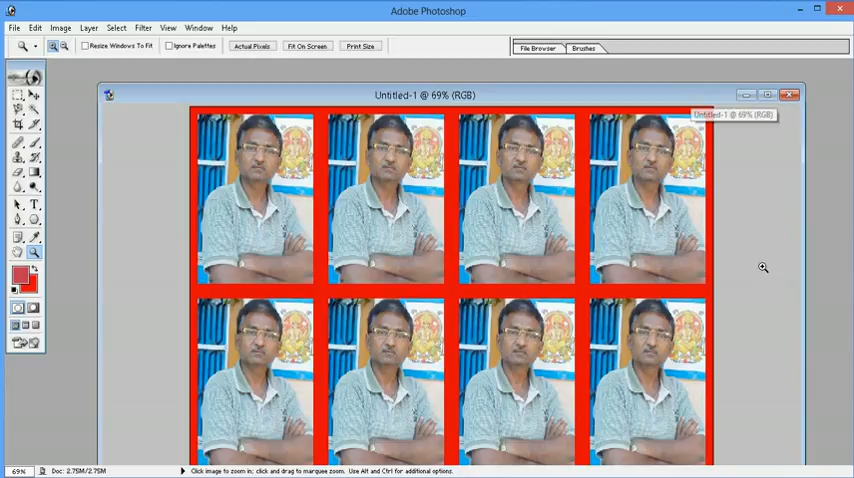 Adobe Photoshop
File Edit Image Layer Select Filter View Window Help
Resize Windows To Fit Ignore Palettes Actual Pixels Fit On Screen Print Size File Browser Brushes
Untitled-1 @ 69% (RGB)
Untitled-1 @ 69% (RGB)
69% Doc: 2.75M/2.75M Click image to zoom in; click and drag to marquee zoom. Use Alt and Ctrl for additional options.